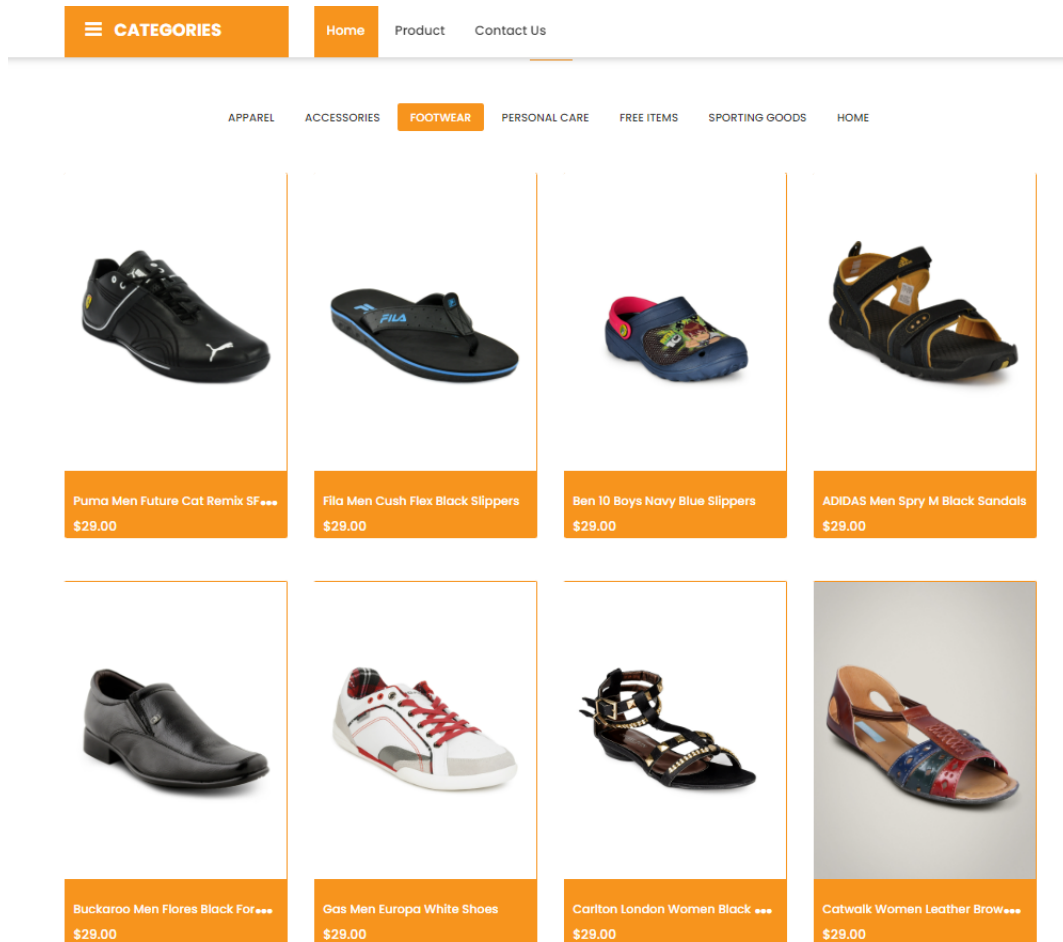 CATEGORIES
Home
Product
Contact Us
APPAREL
ACCESSORIES
FOOTWEAR
PERSONAL CARE
FREE ITEMS
SPORTING GOODS
HOME
FILA
Puma Men Future Cat Remix SF...
$29.00
Fila Men Cush Flex Black Slippers
$29.00
Ben 10 Boys Navy Blue Slippers
$29.00
ADIDAS Men Spry M Black Sandals
$29.00
Buckaroo Men Flores Black For...
$29.00
Gas Men Europa White Shoes
$29.00
Carlton London Women Black ...
$29.00
Catwalk Women Leather Brow...
$29.00